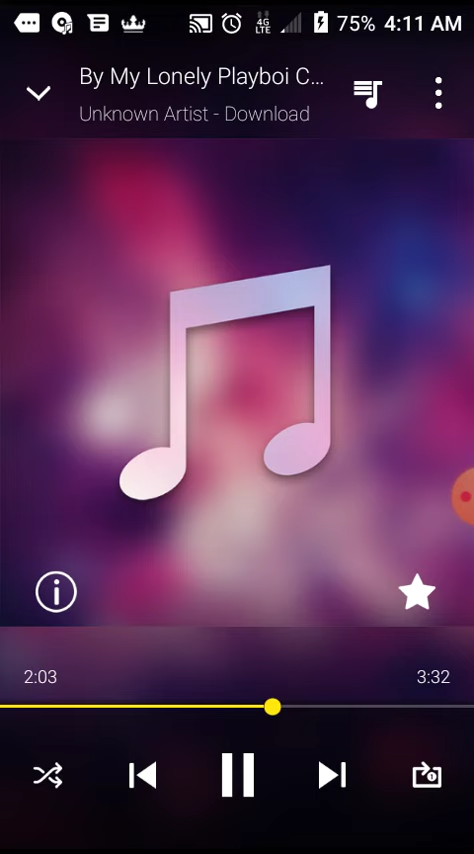 4G
LTE
75% 4:11 AM
By My Lonely Playboi C...
Unknown Artist - Download
2:03
3:32